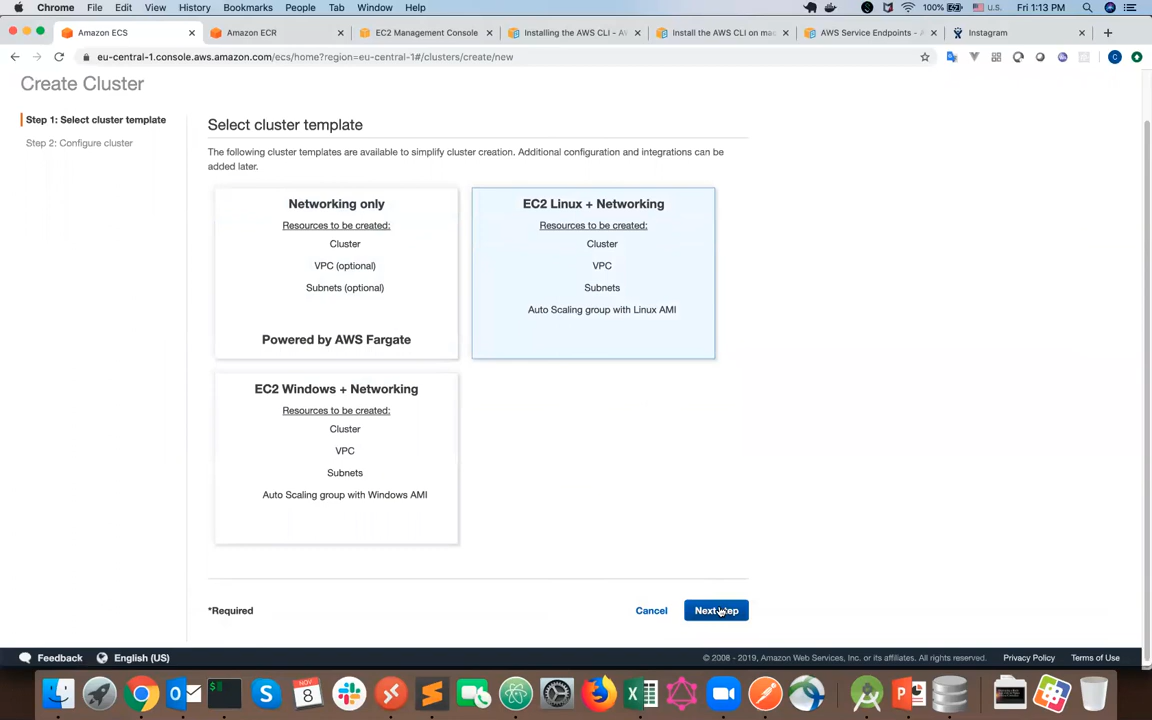 Chrome File Edit View History Bookmarks People Tab Window Help 100% U.S. Fri 1:13 PM
Amazon ECS Amazon ECR EC2 Management Console Installing the AWS CLI - AW Install the AWS CLI on mac AWS Service Endpoints - A Instagram
eu-central-1.console.aws.amazon.com/ecs/home?region=eu-central-1#/clusters/create/new C
Create Cluster
Step 1: Select cluster template
Step 2: Configure cluster
Select cluster template
The following cluster templates are available to simplify cluster creation. Additional configuration and integrations can be
added later.
Networking only
Resources to be created:
Cluster
VPC (optional)
Subnets (optional)
Powered by AWS Fargate
EC2 Linux + Networking
Resources to be created:
Cluster
VPC
Subnets
Auto Scaling group with Linux AMI
EC2 Windows + Networking
Resources to be created:
Cluster
VPC
Subnets
Auto Scaling group with Windows AMI
*Required Cancel Next step
Feedback English (US) © 2008 - 2019, Amazon Web Services, Inc. or its affiliates. All rights reserved. Privacy Policy Terms of Use
NOV
8